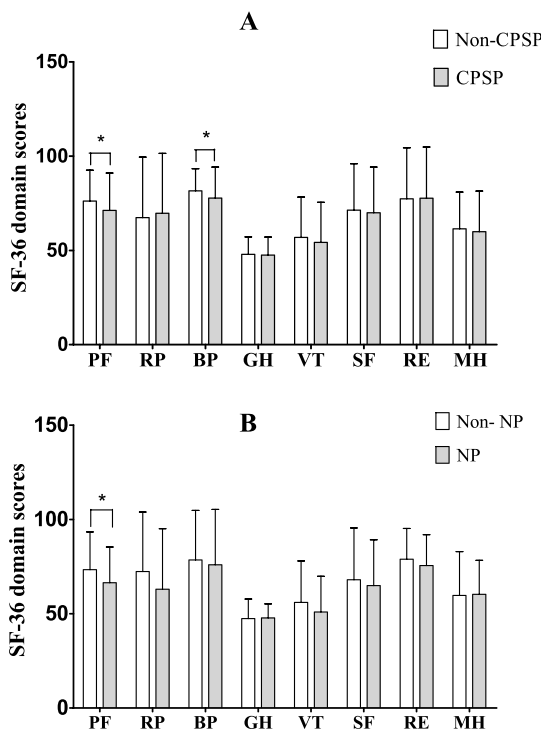 A
Non-CPSP
CPSP
SF-36 domain scores
150
100
50
0
*
*
PF RP BP GH VT SF RE MH
B
Non- NP
NP
SF-36 domain scores
150
100
50
0
*
PF RP BP GH VT SF RE MH